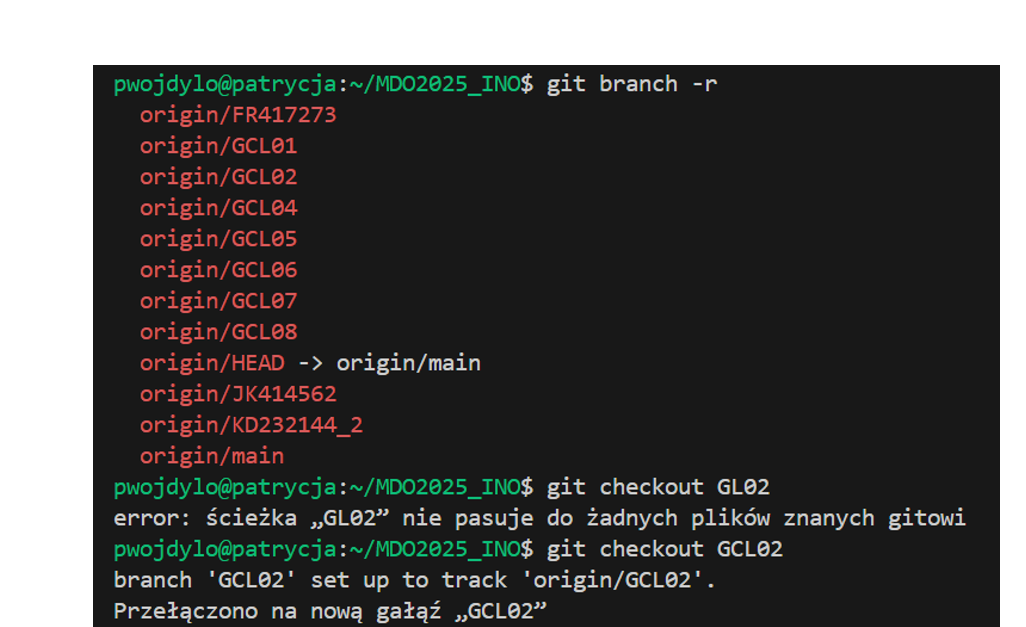 pwojdylo@patrycja:~/MDO2025_INO$ git branch -r
origin/FR417273
origin/GCL01
origin/GCL02
origin/GCL04
origin/GCL05
origin/GCL06
origin/GCL07
origin/GCL08
origin/HEAD -> origin/main
origin/JK414562
origin/KD232144_2
origin/main
pwojdylo@patrycja:~/MDO2025_INO$ git checkout GL02
error: ścieżka „GL02” nie pasuje do żadnych plików znanych gitowi
pwojdylo@patrycja:~/MDO2025_INO$ git checkout GCL02
branch 'GCL02' set up to track 'origin/GCL02'.
Przełączono na nową gałąź „GCL02”